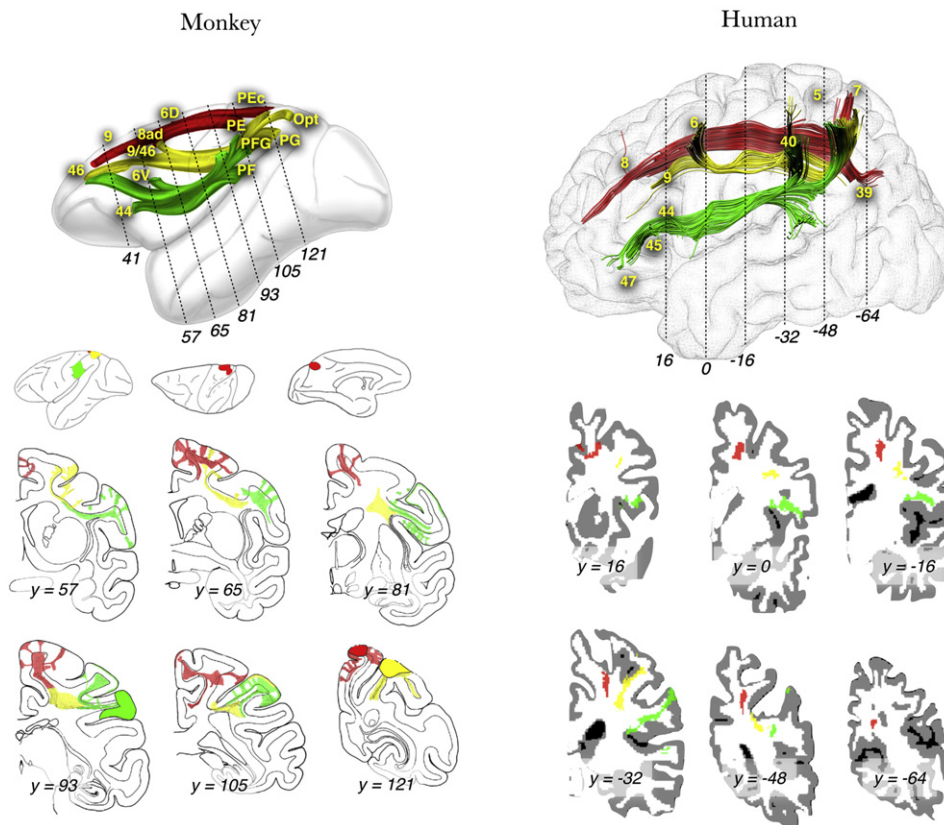 Monkey
Human
PEc
6D
9
8ad
PE
Opt
9/46
PFG
PG
46
6V
PF
44
41
121
105
93
81
65
57
5
7
6
40
8
9
39
44
45
47
16
0
-16
-32
-48
-64
y = 57
y = 65
y = 81
y = 93
y = 105
y = 121
y = 16
y = 0
y = -16
y = -32
y = -48
y = -64